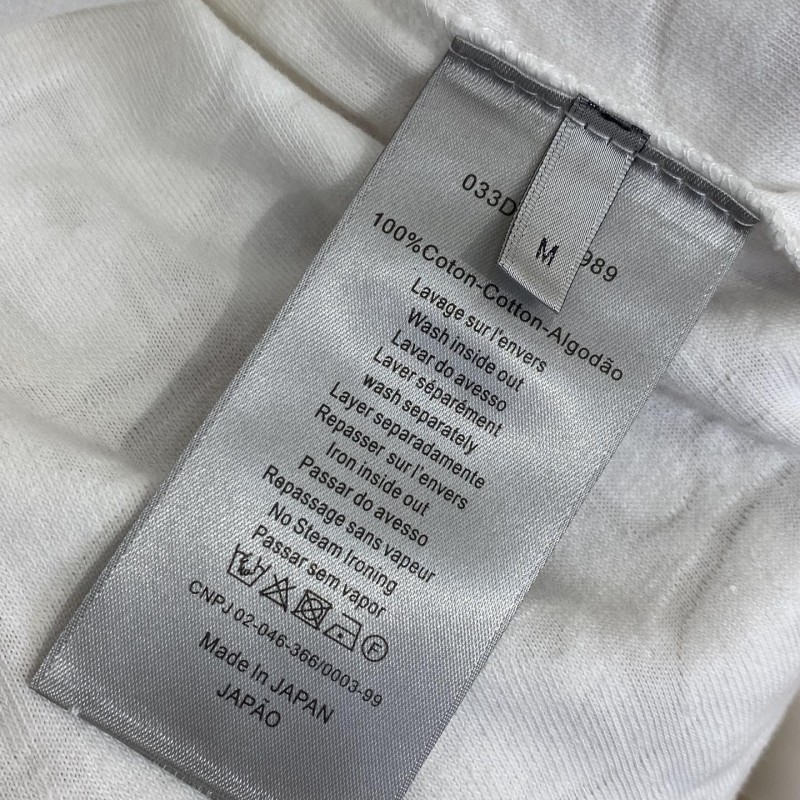 033D
989
M
100%Coton-Cotton-Algodão
Lavage sur l'envers
Wash inside out
Lavar do avesso
Laver séparément
wash separately
Layer separadamente
Repasser sur l'envers
Iron inside out
Passar do avesso
Repassage sans vapeur
No Steam Ironing
Passar sem vapor
F
CNPJ 02-046-366/0003-99
Made In JAPAN
JAPÃO